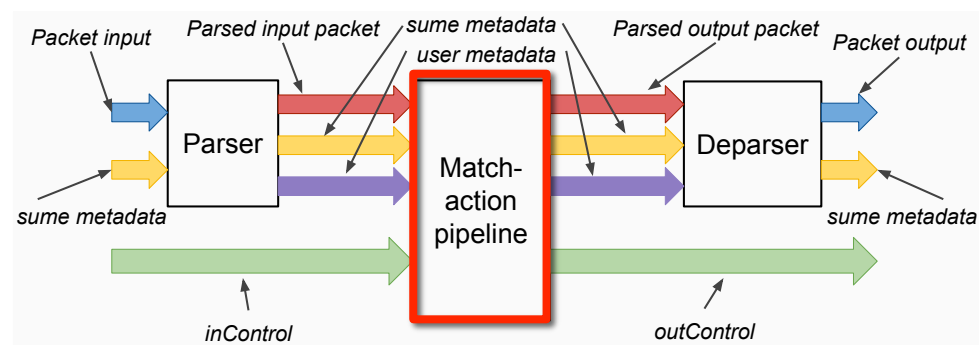 Packet input
Parsed input packet
sume metadata
user metadata
Parsed output packet
Packet output
Parser
Match-
action
pipeline
Deparser
sume metadata
sume metadata
inControl
outControl